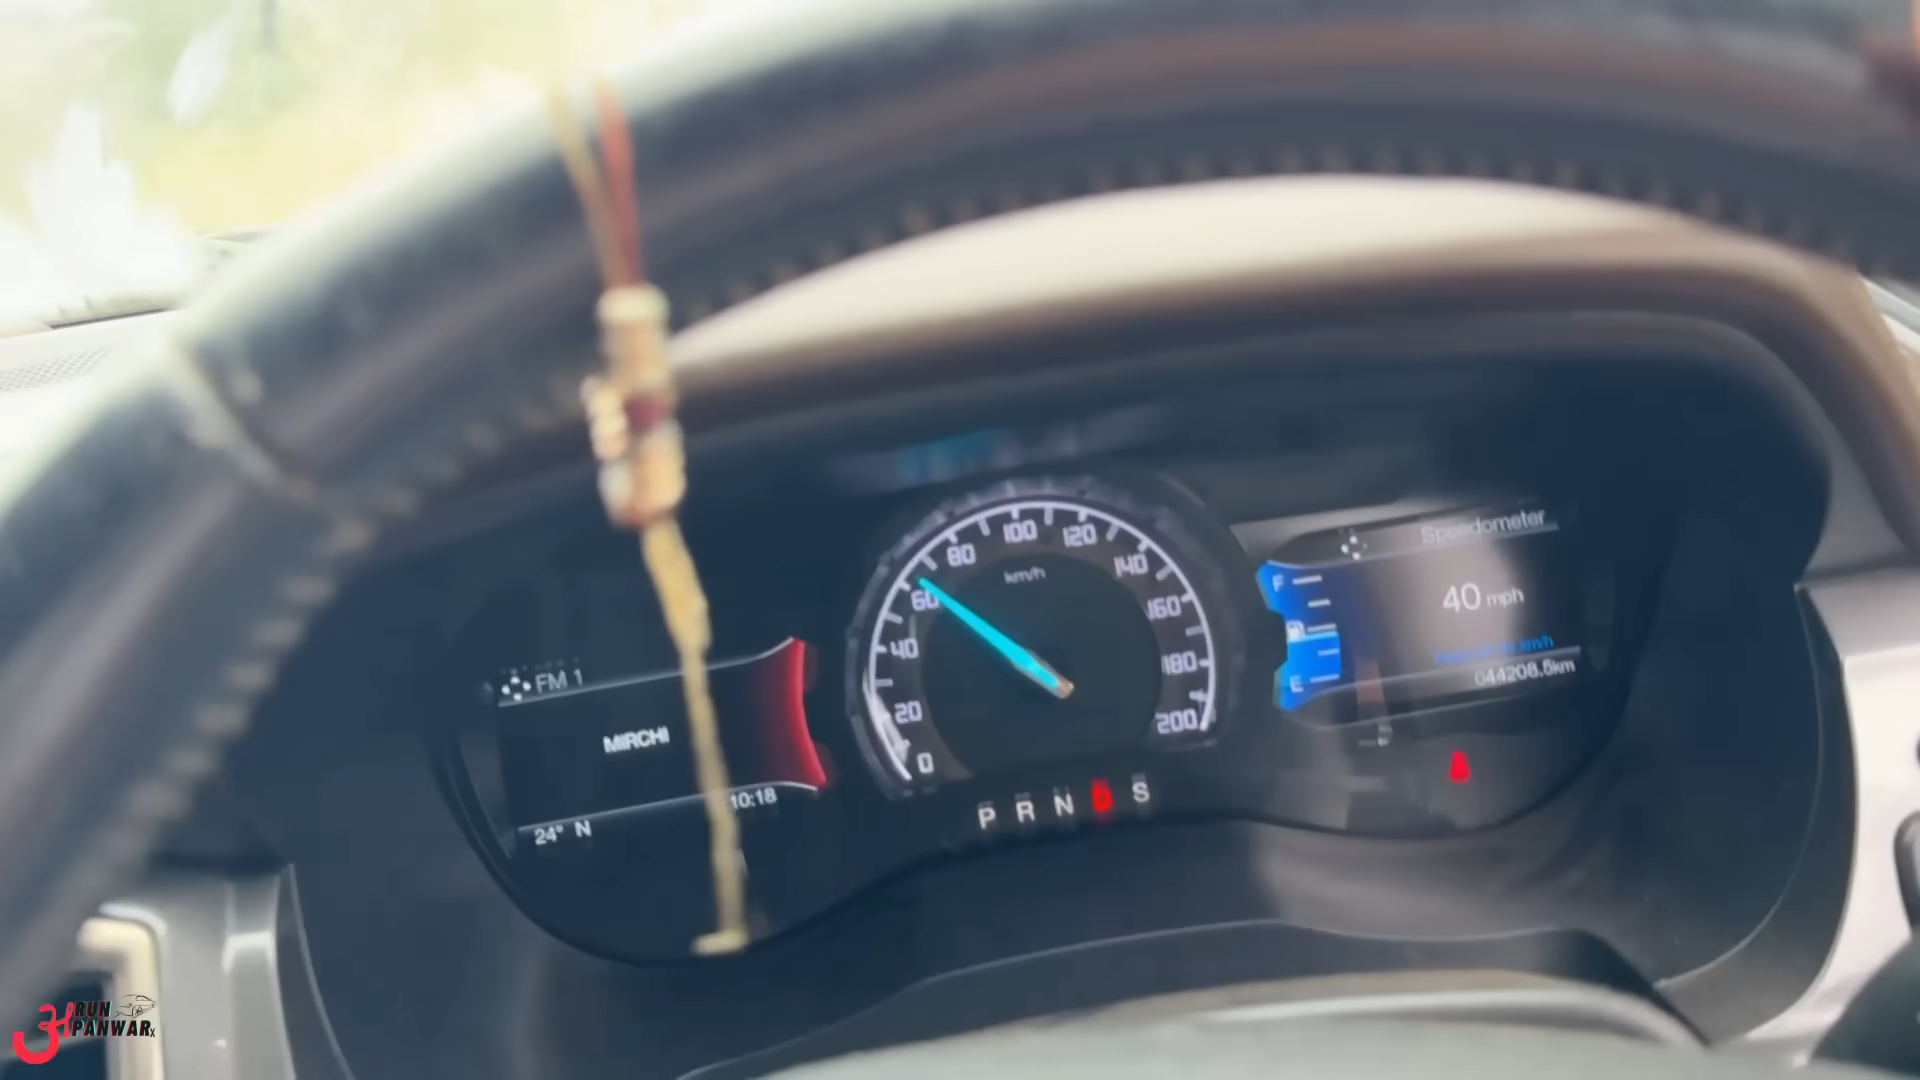 Speedometer
100
120
80
140
km/h
F
60
40 mph
160
40
km/h
180
FM 1
E
044208.5km
20
200
MIRCHI
0
10:18
P R N D S
24° N
RUN
PANWAR